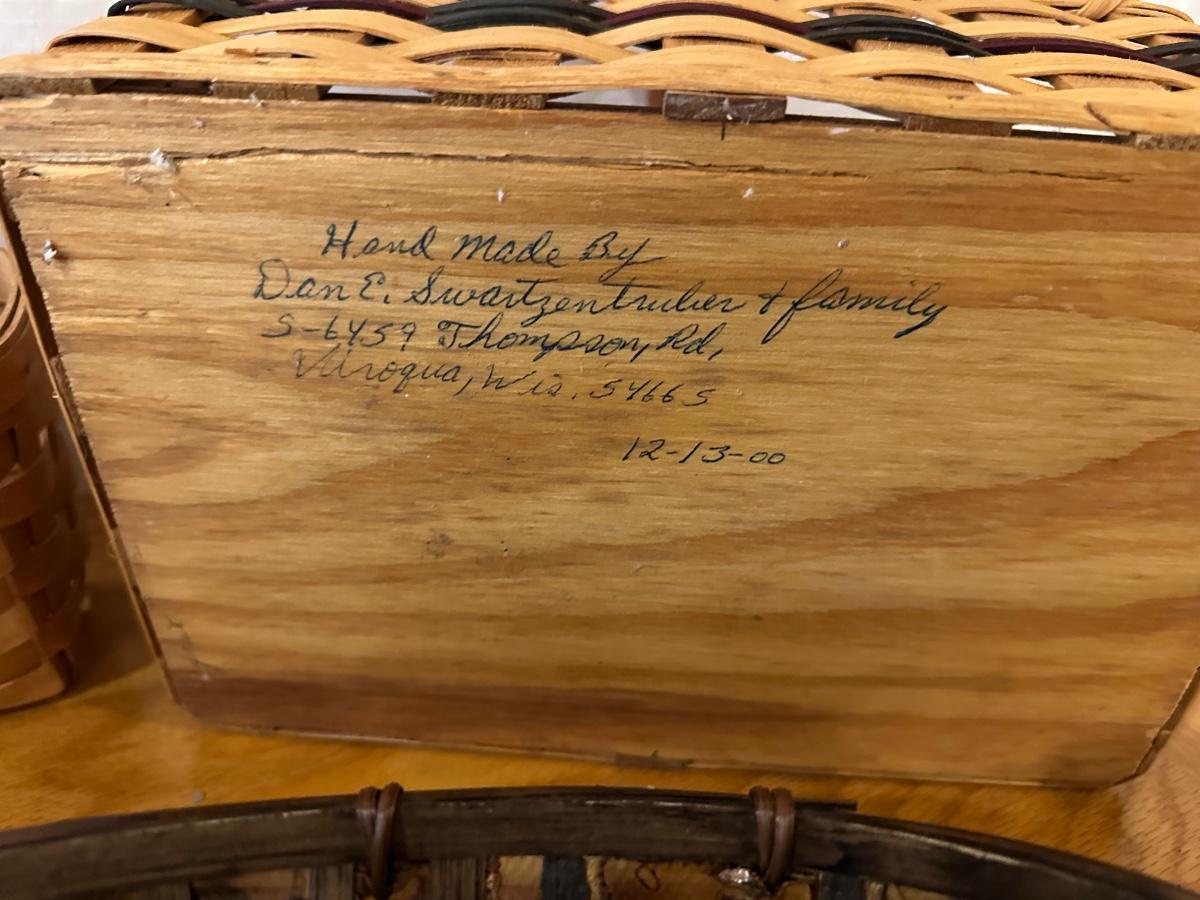 Hand Made By
Dan E. Swartzentruber & family
S-6459 Thompson, Rd,
Viroqua, Wis. 54665
12-13-00